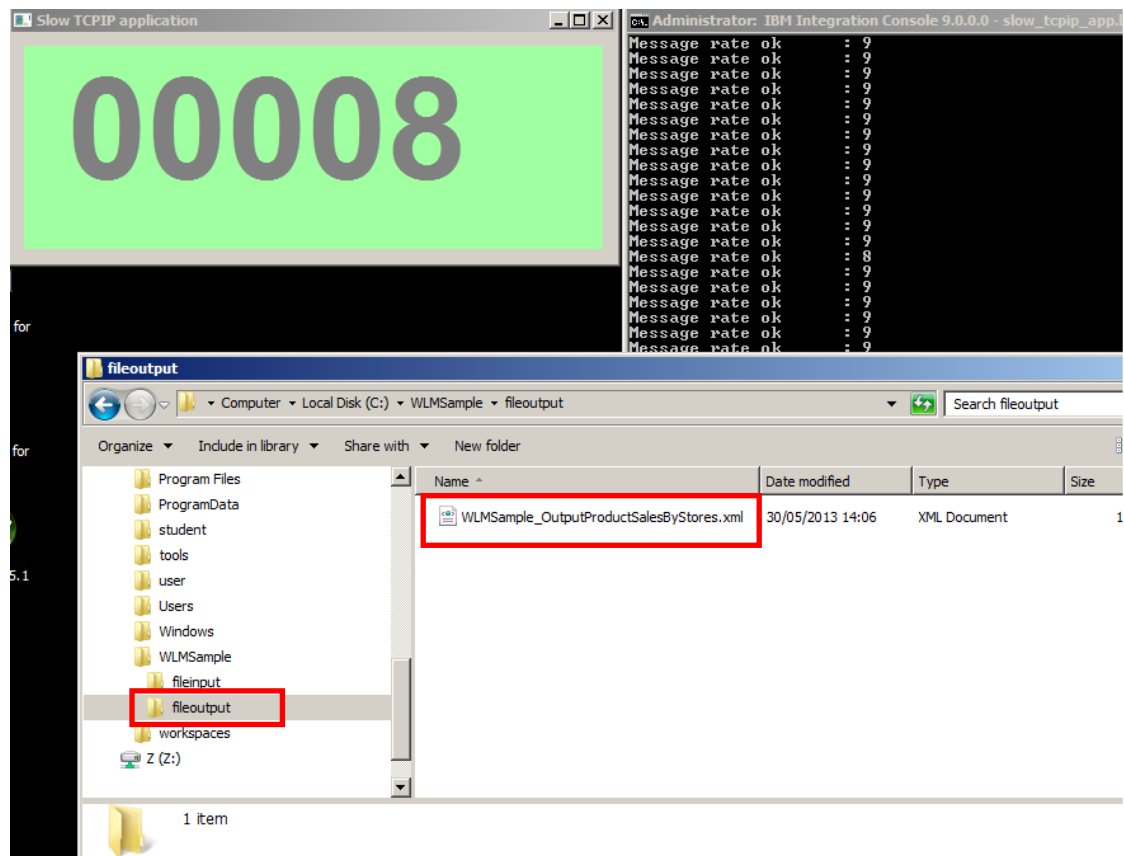 Slow TCPIP application
00008
Administrator: IBM Integration Console 9.0.0.0 - slow_tcpip_app.
Message rate ok : 9
Message rate ok : 9
Message rate ok : 9
Message rate ok : 9
Message rate ok : 9
Message rate ok : 9
Message rate ok : 9
Message rate ok : 9
Message rate ok : 9
Message rate ok : 9
Message rate ok : 9
Message rate ok : 9
Message rate ok : 9
Message rate ok : 9
Message rate ok : 8
Message rate ok : 9
Message rate ok : 9
Message rate ok : 9
Message rate ok : 9
Message rate ok : 9
Message rate ok : 9
for
for
5.1
fileoutput
Computer Local Disk (C:) WLMSample fileoutput
Search fileoutput
Organize Include in library Share with New folder
Program Files
ProgramData
student
tools
user
Users
Windows
WLMSample
fileinput
fileoutput
workspaces
Z (Z:)
Name Date modified Type Size
WLMSample_OutputProductSalesByStores.xml 30/05/2013 14:06 XML Document 1
1 item